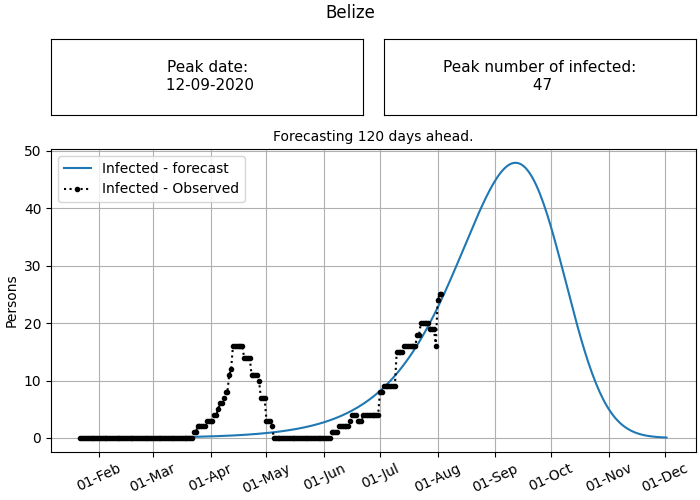 Belize
Peak date:
12-09-2020
Peak number of infected:
47
Forecasting 120 days ahead.
Infected - forecast
Infected - Observed
Persons
50
40
30
20
10
0
01-Feb
01-Mar
01-Apr
01-May
01-Jun
01-Jul
01-Aug
01-Sep
01-Oct
01-Nov
01-Dec